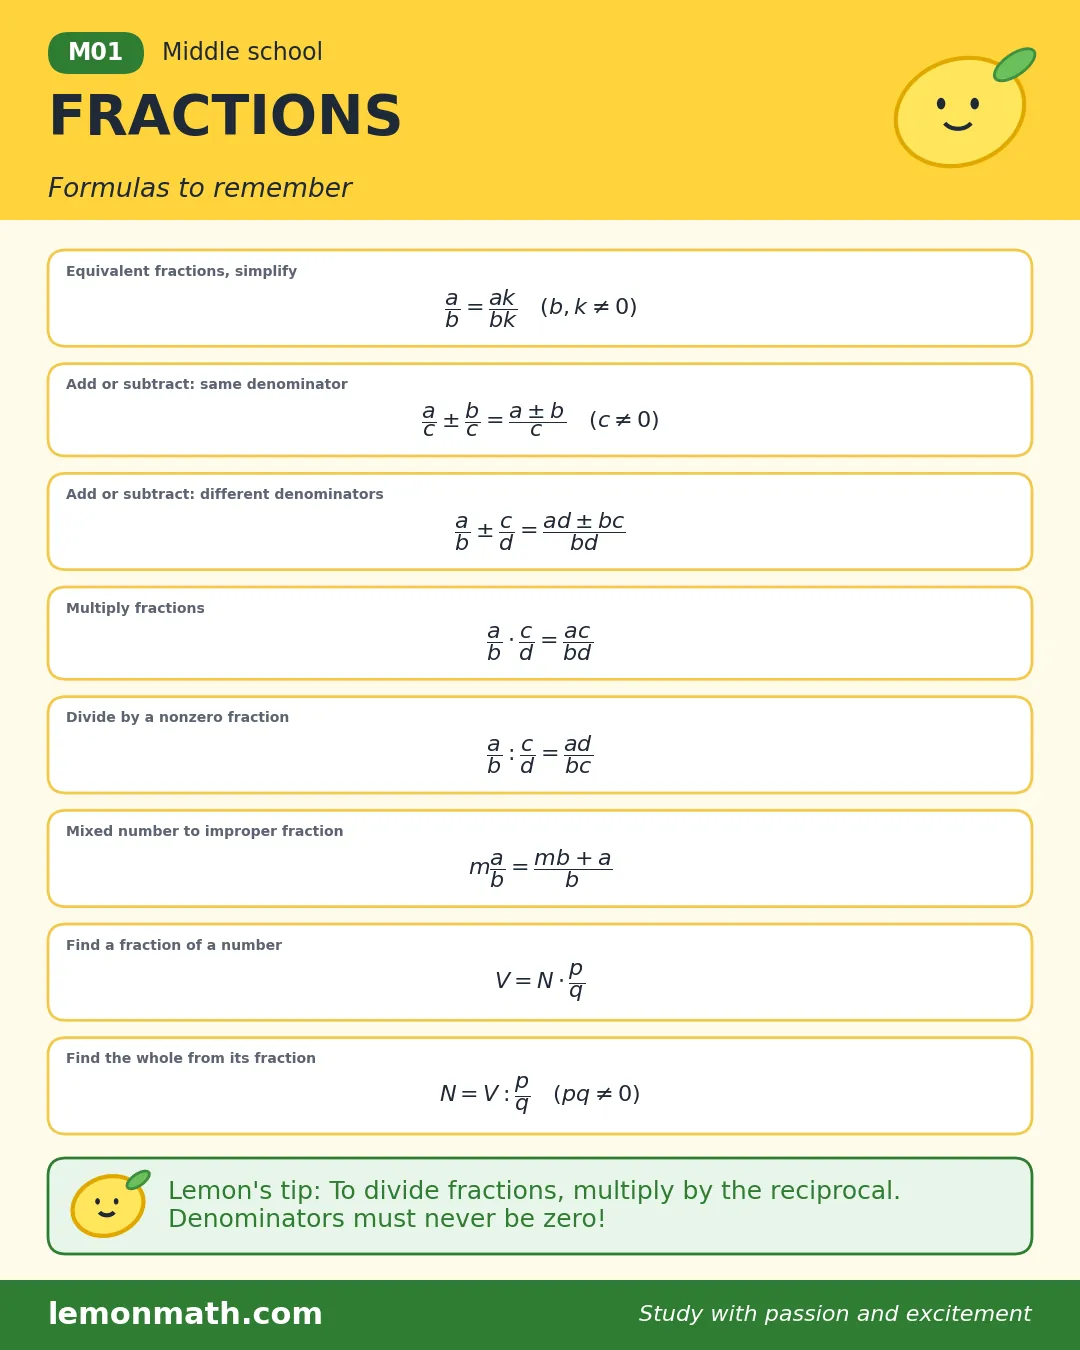 M01 Middle school
FRACTIONS
Formulas to remember
Equivalent fractions, simplify
a/b = ak/bk (b, k ≠ 0)
Add or subtract: same denominator
a/c ± b/c = (a ± b)/c (c ≠ 0)
Add or subtract: different denominators
a/b ± c/d = (ad ± bc)/bd
Multiply fractions
a/b · c/d = ac/bd
Divide by a nonzero fraction
a/b : c/d = ad/bc
Mixed number to improper fraction
m a/b = (mb + a)/b
Find a fraction of a number
V = N · p/q
Find the whole from its fraction
N = V : p/q (pq ≠ 0)
Lemon's tip: To divide fractions, multiply by the reciprocal.
Denominators must never be zero!
lemonmath.com
Study with passion and excitement